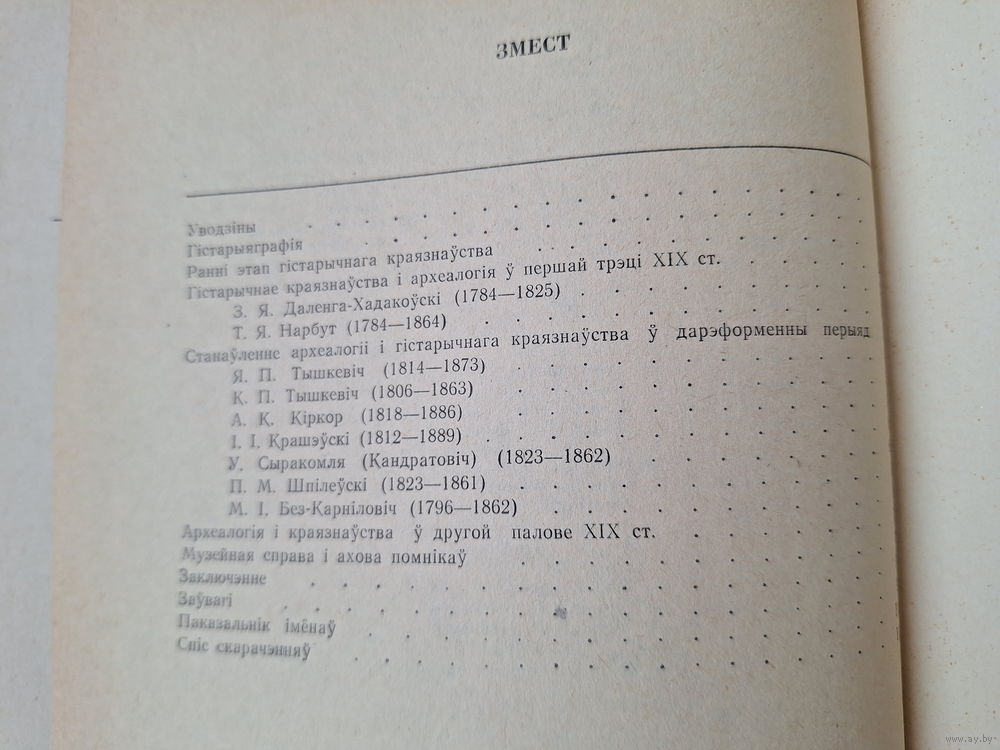 ЗМЕСТ
Уводзіны . . . . . . . . . . . . . . . . . .
Гістарыяграфія . . . . . . . . . . . . . . . . .
Ранні этап гістарычнага краязнаўства . . . . . . . . . . . .
Гістарычнае краязнаўства і археалогія ў першай трэці XIX ст. . . . . .
З. Я. Даленга-Хадакоўскі (1784—1825) . . . . . . . . . .
Т. Я. Нарбут (1784—1864) . . . . . . . . . . . . . .
Станаўленне археалогіі і гістарычнага краязнаўства ў дарэформенны перыяд
Я. П. Тышкевіч (1814—1873) . . . . . . . . . . . . .
К. П. Тышкевіч (1806—1863) . . . . . . . . . . . . .
А. К. Кіркор (1818—1886) . . . . . . . . . . . . .
І. І. Крашэўскі (1812—1889) . . . . . . . . . . . . . .
У. Сыракомля (Кандратовіч) (1823—1862) . . . . . . . .
П. М. Шпілеўскі (1823—1861) . . . . . . . . . . . . .
М. І. Без-Карніловіч (1796—1862) . . . . . . . . . . .
Археалогія і краязнаўства ў другой палове XIX ст. . . . . . .
Музейная справа і ахова помнікаў . . . . . . . . . . . .
Заключэнне . . . . . . . . . . . . . . . . . . .
Заўвагі . . . . . . . . . . . . . . . . . . . .
Паказальнік імёнаў . . . . . . . . . . . . . . . . .
Спіс скарачэнняў . . . . . . . . . . . . . . . . .
www.ay.by